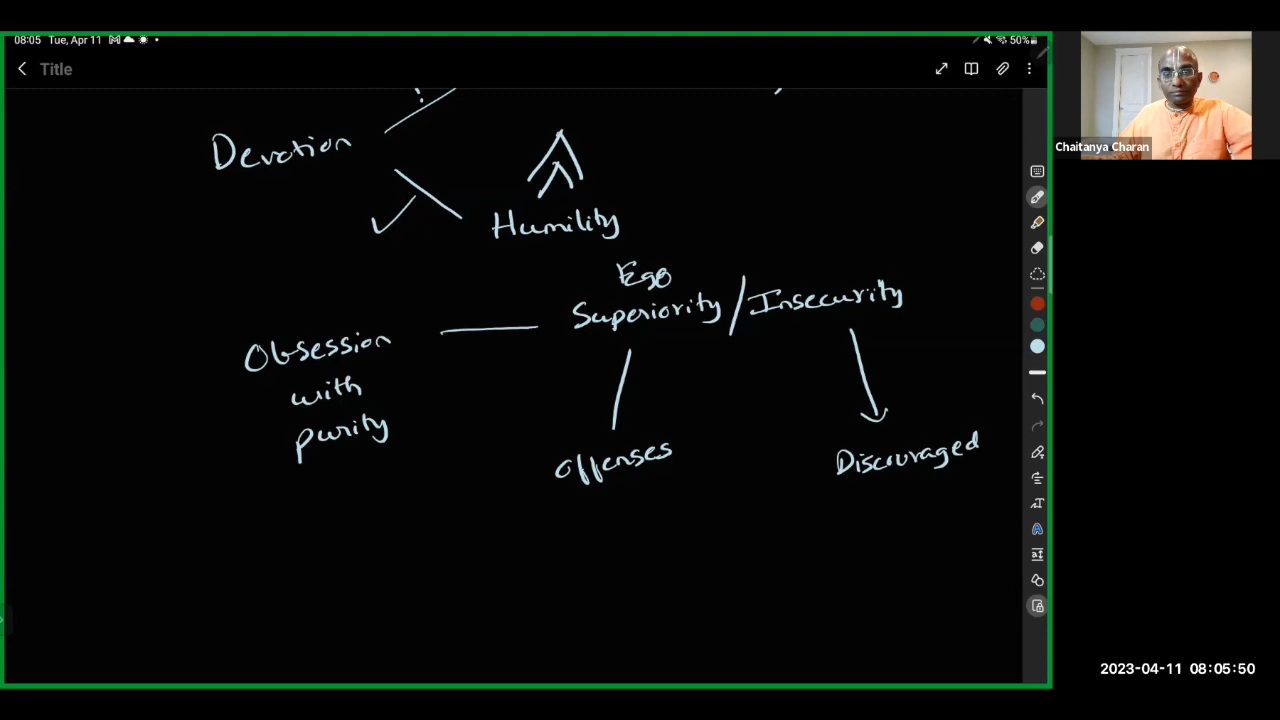 08:05 Tue, Apr 11
50%
Title
Chaitanya Charan
?
Devotion
Humility
Ego
Superiority / Insecurity
Obsession
with
purity
Offenses
Discouraged
2023-04-11 08:05:50